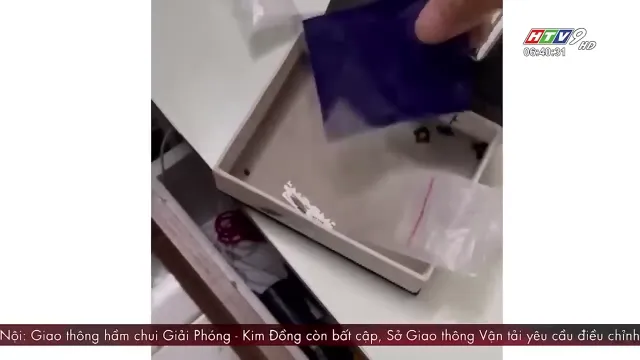 HTV9 HD
06:40:31
Nội: Giao thông hầm chui Giải Phóng - Kim Đồng còn bất cập, Sở Giao thông Vận tải yêu cầu điều chỉnh